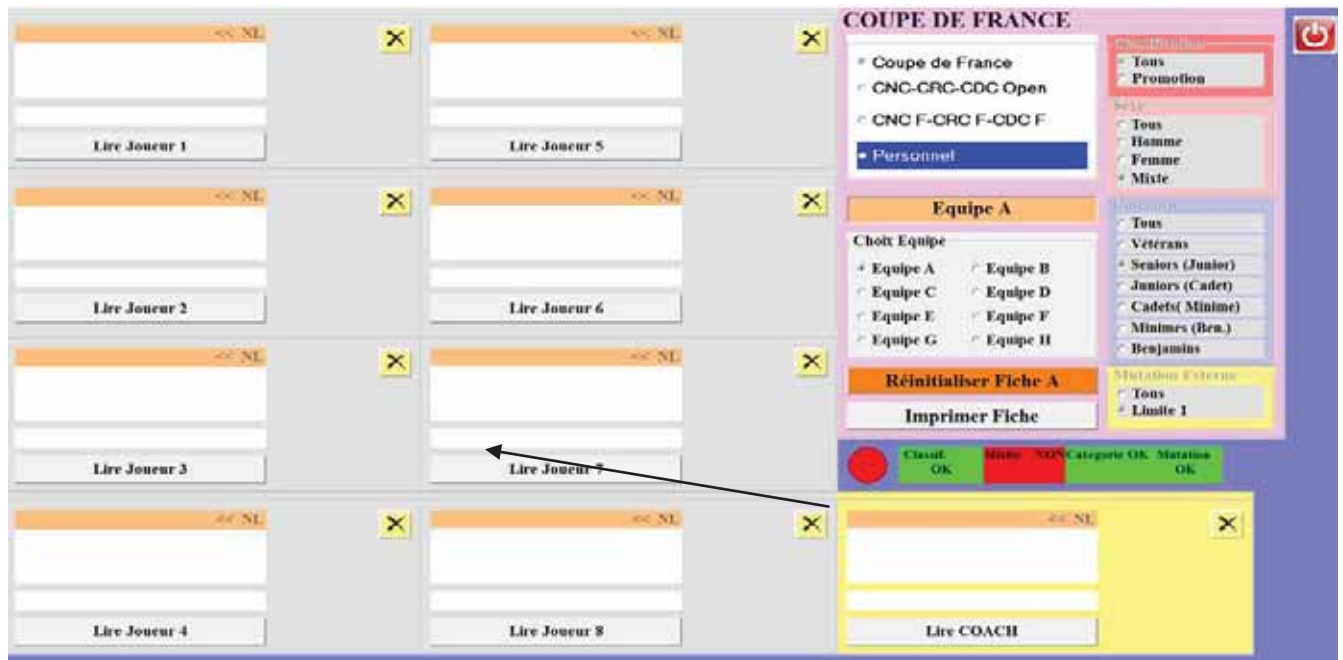 << NL
Lire Joueur 1
<< NL
Lire Joueur 5
<< NL
Lire Joueur 2
<< NL
Lire Joueur 6
<< NL
Lire Joueur 3
<< NL
Lire Joueur 7
<< NL
Lire Joueur 4
<< NL
Lire Joueur 8
COUPE DE FRANCE
Coupe de France
CNC-CRC-CDC Open
CNC F-CRC F-CDC F
Personnel
Equipe A
Choix Equipe
Equipe A Equipe B
Equipe C Equipe D
Equipe E Equipe F
Equipe G Equipe H
Réinitialiser Fiche A
Imprimer Fiche
Classification
Tous
Promotion
Sexe
Tous
Homme
Femme
Mixte
Tous
Vétérans
Seniors (Junior)
Juniors (Cadet)
Cadets( Minime)
Minimes (Ben.)
Benjamins
Mutation Externe
Tous
Limite 1
Classif. OK
Mixte NON
Categorie OK
Mutation OK
<< NL
Lire COACH